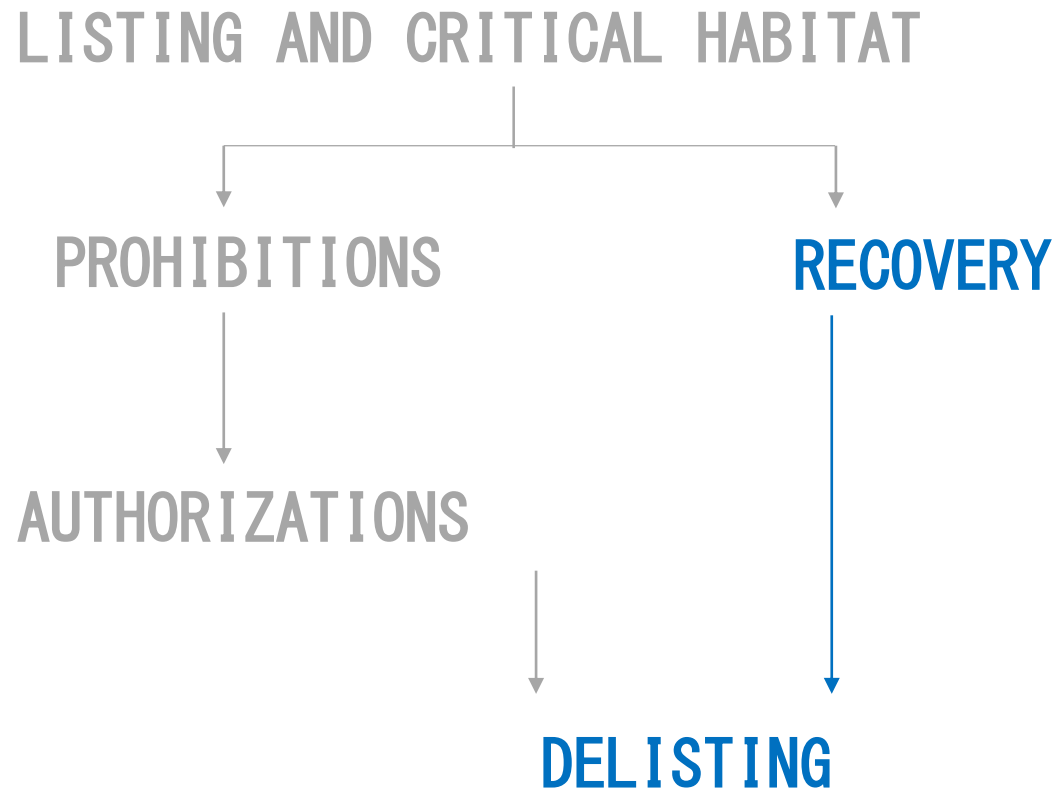 LISTING AND CRITICAL HABITAT
PROHIBITIONS
RECOVERY
AUTHORIZATIONS
DELISTING